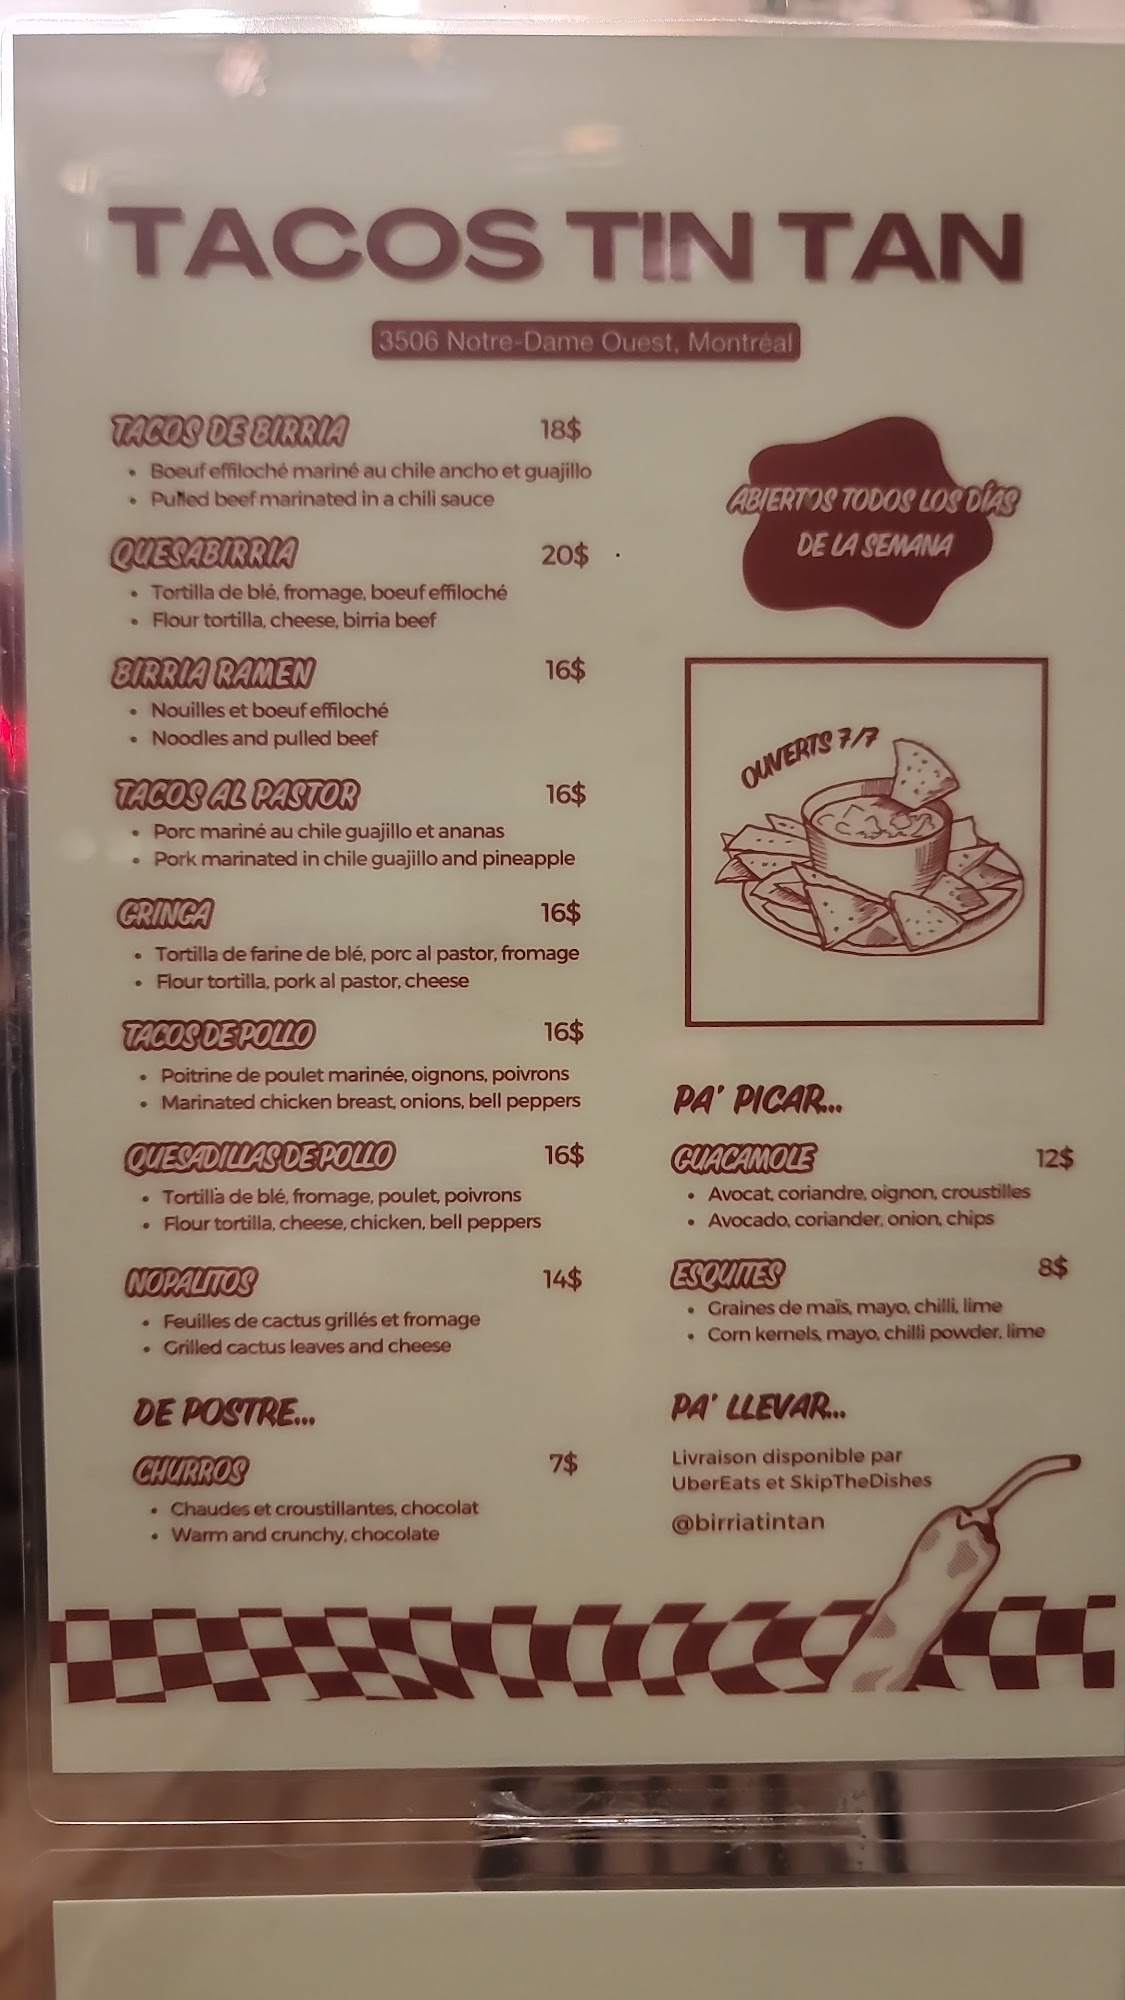 TACOS TIN TAN
3506 Notre-Dame Ouest, Montréal
TACOS DE BIRRIA 18$
• Boeuf effiloché mariné au chile ancho et guajillo
• Pulled beef marinated in a chili sauce
QUESABIRRIA 20$
• Tortilla de blé, fromage, boeuf effiloché
• Flour tortilla, cheese, birria beef
BIRRIA RAMEN 16$
• Nouilles et boeuf effiloché
• Noodles and pulled beef
TACOS AL PASTOR 16$
• Porc mariné au chile guajillo et ananas
• Pork marinated in chile guajillo and pineapple
GRINGA 16$
• Tortilla de farine de blé, porc al pastor, fromage
• Flour tortilla, pork al pastor, cheese
TACOS DE POLLO 16$
• Poitrine de poulet marinée, oignons, poivrons
• Marinated chicken breast, onions, bell peppers
QUESADILLAS DE POLLO 16$
• Tortilla de blé, fromage, poulet, poivrons
• Flour tortilla, cheese, chicken, bell peppers
NOPALITOS 14$
• Feuilles de cactus grillés et fromage
• Grilled cactus leaves and cheese
DE POSTRE...
CHURROS 7$
• Chaudes et croustillantes, chocolat
• Warm and crunchy, chocolate
ABIERTOS TODOS LOS DÍAS
DE LA SEMANA
OUVERTS 7/7
PA' PICAR...
GUACAMOLE 12$
• Avocat, coriandre, oignon, croustilles
• Avocado, coriander, onion, chips
ESQUITES 8$
• Graines de maïs, mayo, chilli, lime
• Corn kernels, mayo, chilli powder, lime
PA' LLEVAR...
Livraison disponible par
UberEats et SkipTheDishes
@birriatintan